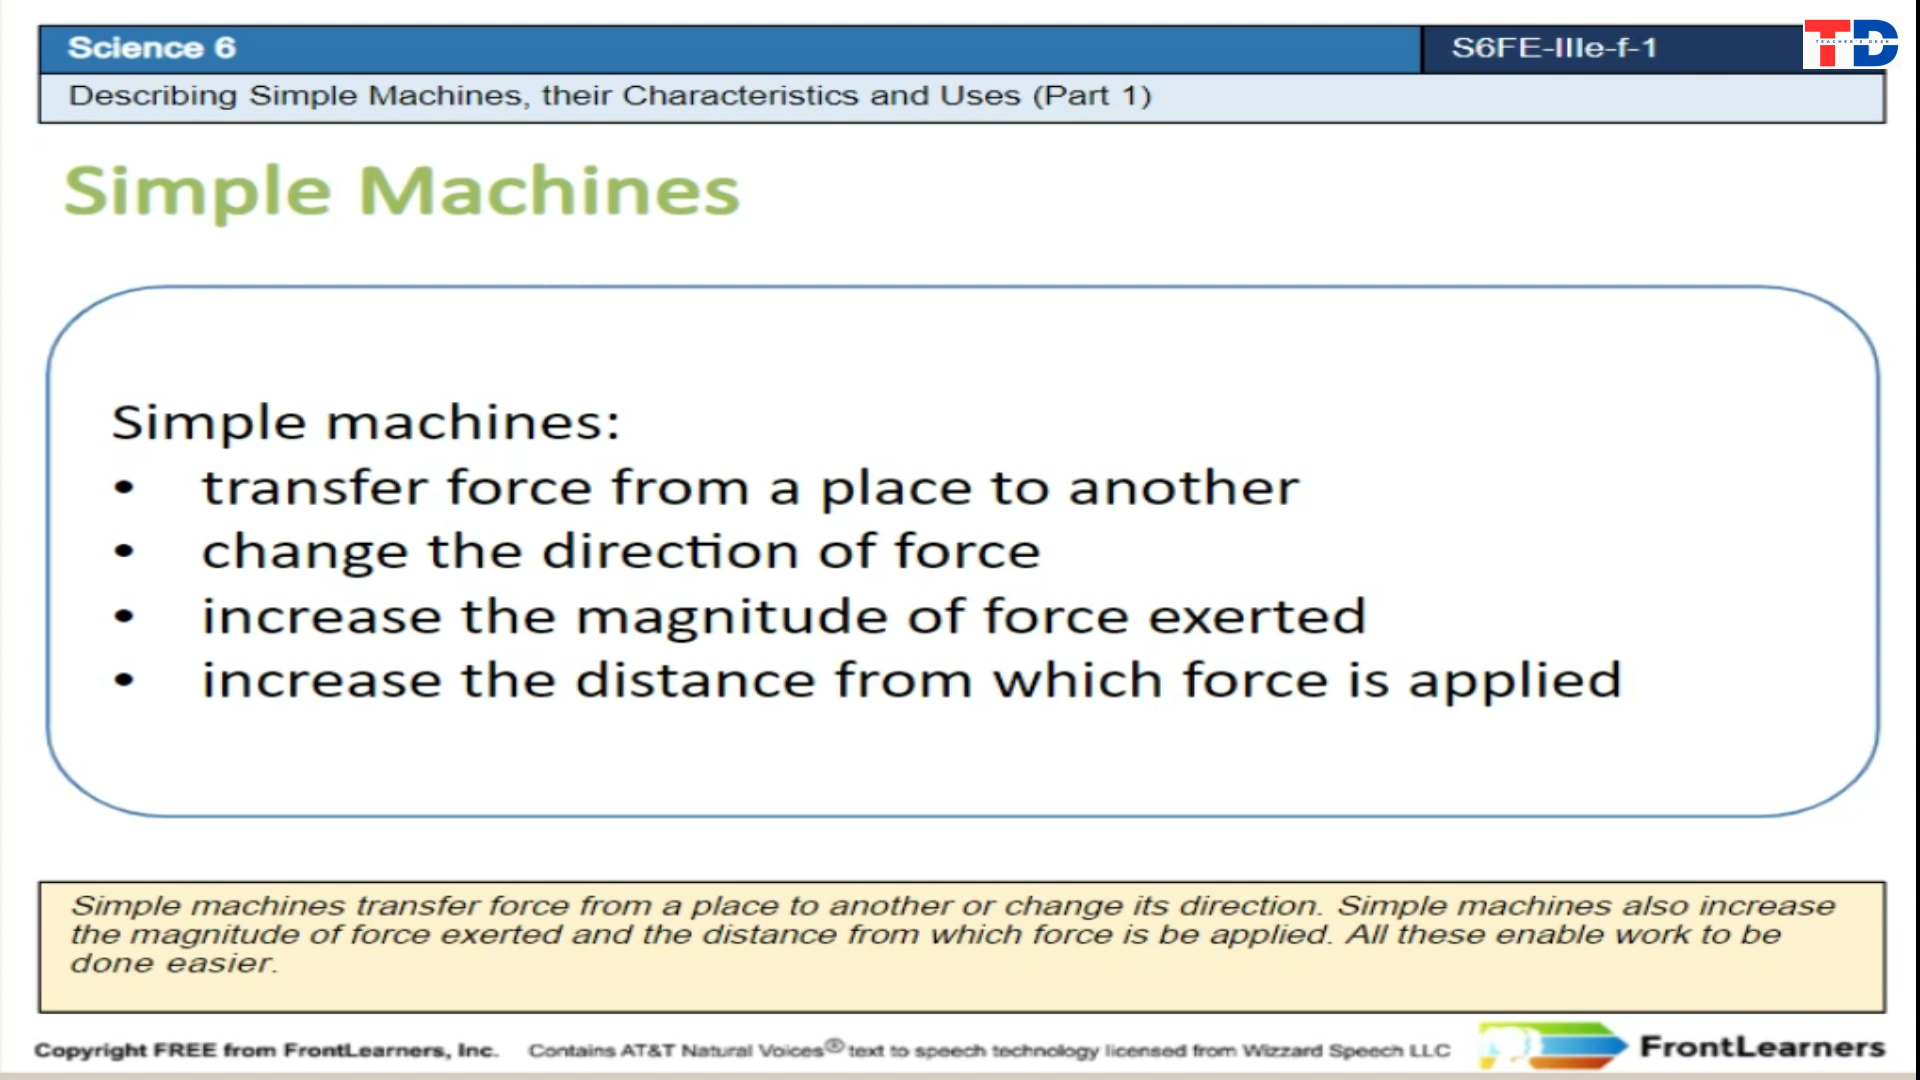 Science 6
S6FE-IIIe-f-1
TD
TEACHER'S DESK
Describing Simple Machines, their Characteristics and Uses (Part 1)
Simple Machines
Simple machines:
• transfer force from a place to another
• change the direction of force
• increase the magnitude of force exerted
• increase the distance from which force is applied
Simple machines transfer force from a place to another or change its direction. Simple machines also increase
the magnitude of force exerted and the distance from which force is be applied. All these enable work to be
done easier.
Copyright FREE from FrontLearners, Inc. Contains AT&T Natural Voices® text to speech technology licensed from Wizzard Speech LLC
FrontLearners